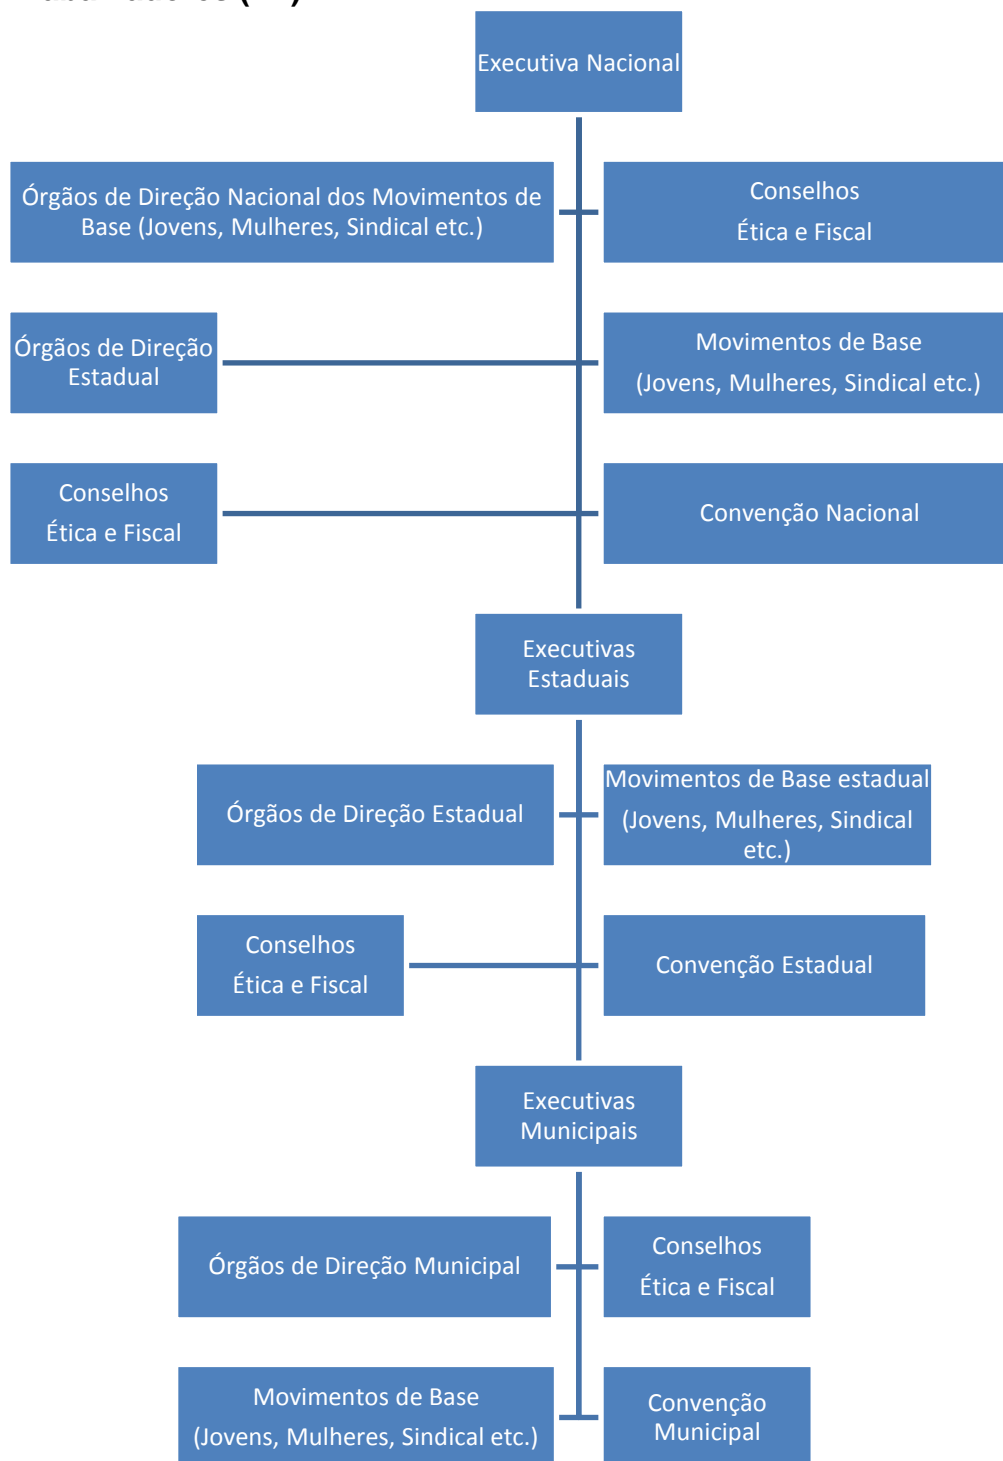 Executiva Nacional
Órgãos de Direção Nacional dos Movimentos de
Base (Jovens, Mulheres, Sindical etc.)
Conselhos
Ética e Fiscal
Órgãos de Direção
Estadual
Movimentos de Base
(Jovens, Mulheres, Sindical etc.)
Conselhos
Ética e Fiscal
Convenção Nacional
Executivas
Estaduais
Órgãos de Direção Estadual
Movimentos de Base estadual
(Jovens, Mulheres, Sindical
etc.)
Conselhos
Ética e Fiscal
Convenção Estadual
Executivas
Municipais
Órgãos de Direção Municipal
Conselhos
Ética e Fiscal
Movimentos de Base
(Jovens, Mulheres, Sindical etc.)
Convenção
Municipal